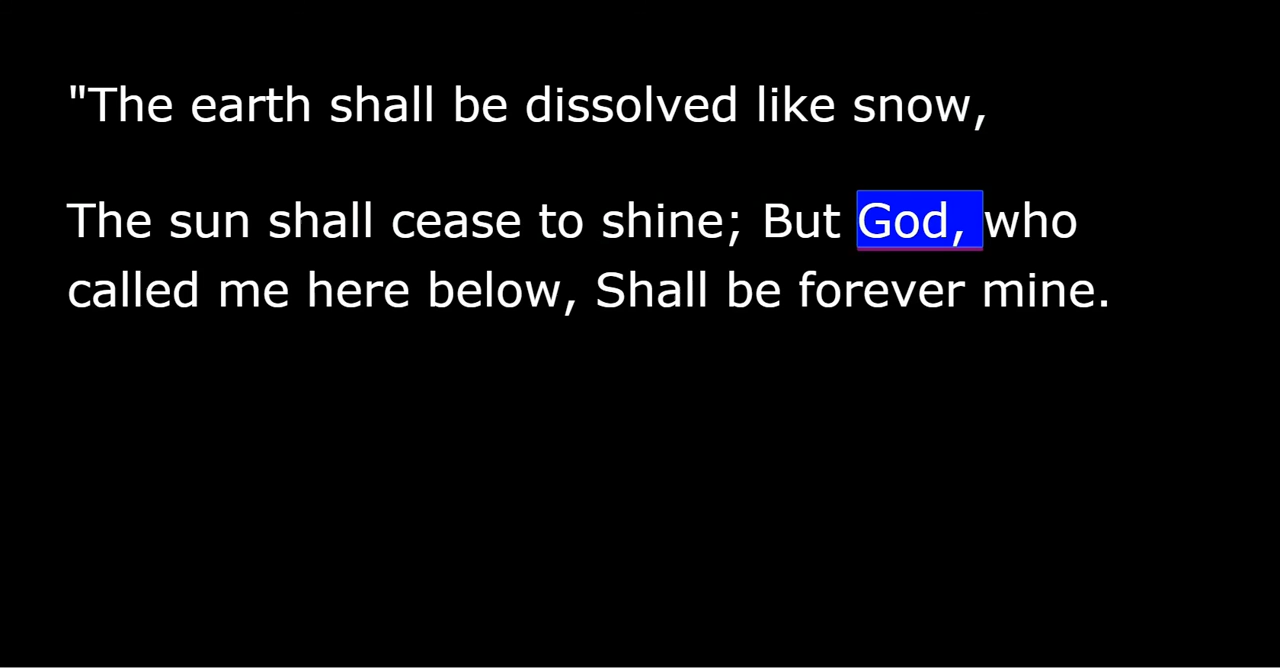 "The earth shall be dissolved like snow,
The sun shall cease to shine; But God, who
called me here below, Shall be forever mine.